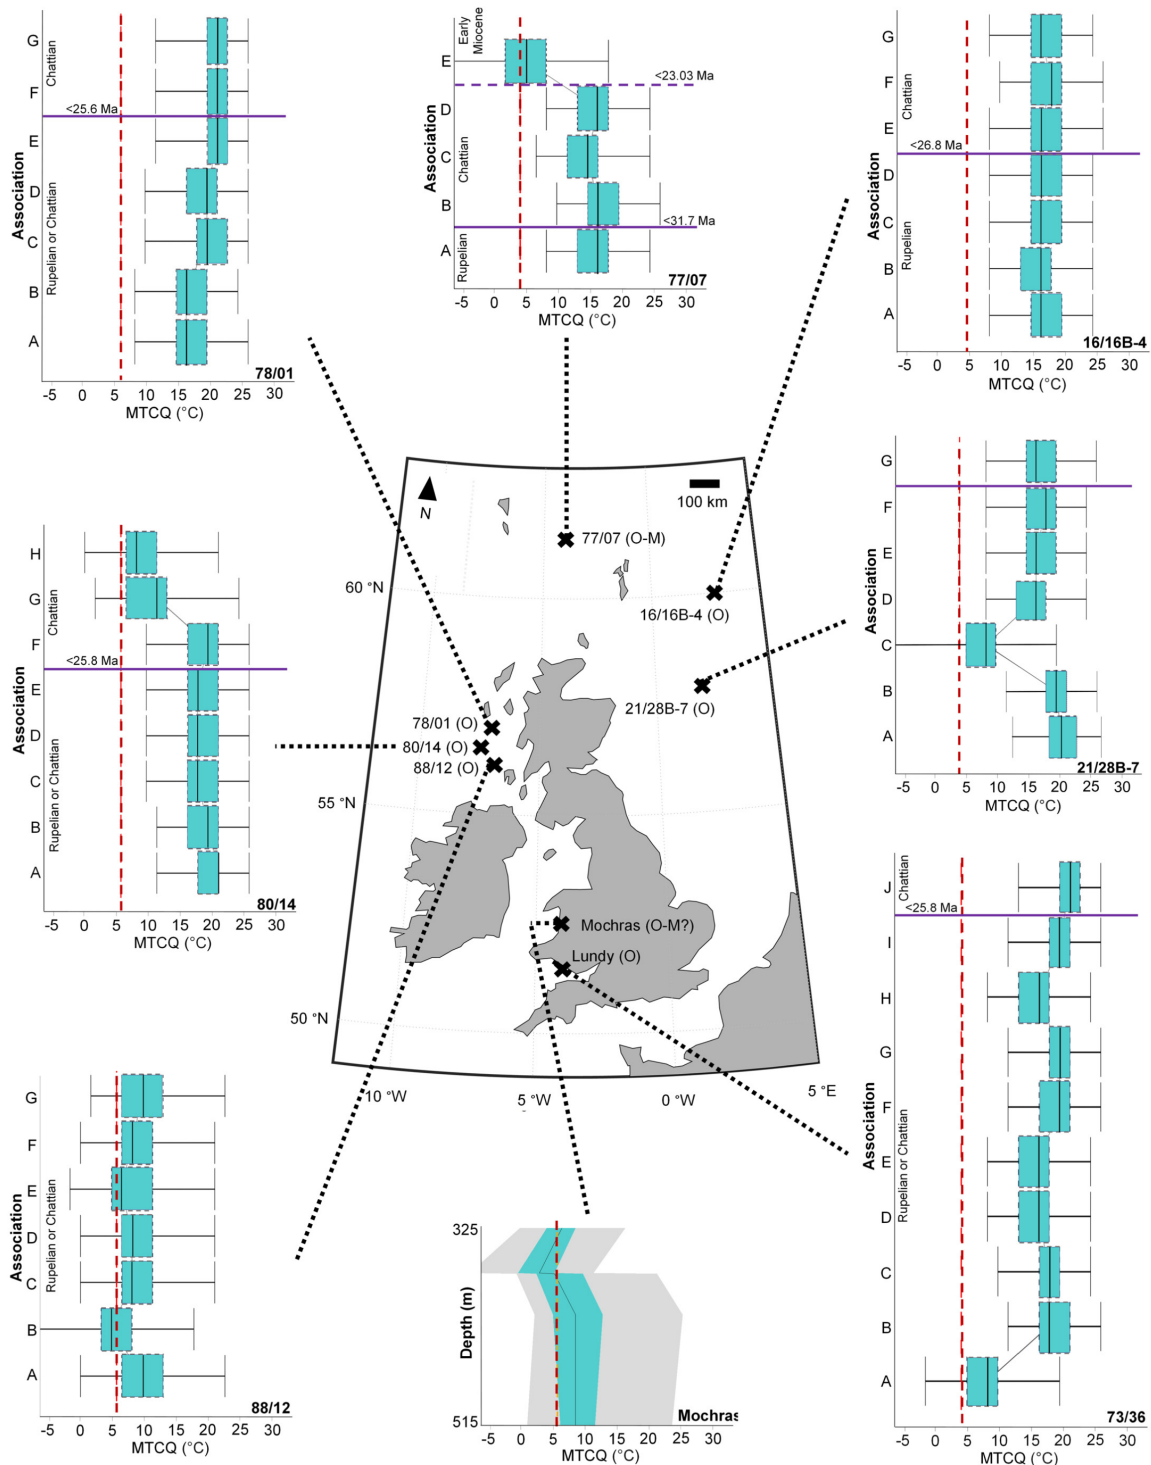 Association
G
F
E
D
C
B
A
Chattian
Rupelian or Chattian
<25.6 Ma
78/01
-5 0 5 10 15 20 25 30
MTCQ (°C)
Association
E
D
C
B
A
Early Miocene
Chattian
Rupelian
<23.03 Ma
<31.7 Ma
77/07
-5 0 5 10 15 20 25 30
MTCQ (°C)
Association
G
F
E
D
C
B
A
Chattian
Rupelian
<26.8 Ma
16/16B-4
-5 0 5 10 15 20 25 30
MTCQ (°C)
Association
H
G
F
E
D
C
B
A
Chattian
Rupelian or Chattian
<25.8 Ma
80/14
-5 0 5 10 15 20 25 30
MTCQ (°C)
N
100 km
77/07 (O-M)
60 °N
16/16B-4 (O)
21/28B-7 (O)
78/01 (O)
80/14 (O)
88/12 (O)
55 °N
Mochras (O-M?)
Lundy (O)
50 °N
10 °W
5 °W
0 °W
5 °E
Association
G
F
E
D
C
B
A
21/28B-7
-5 0 5 10 15 20 25 30
MTCQ (°C)
Association
G
F
E
D
C
B
A
Rupelian or Chattian
88/12
-5 0 5 10 15 20 25 30
MTCQ (°C)
325
Depth (m)
515
Mochras
-5 0 5 10 15 20 25 30
MTCQ (°C)
Association
J
I
H
G
F
E
D
C
B
A
Chattian
Rupelian or Chattian
<25.8 Ma
73/36
-5 0 5 10 15 20 25 30
MTCQ (°C)